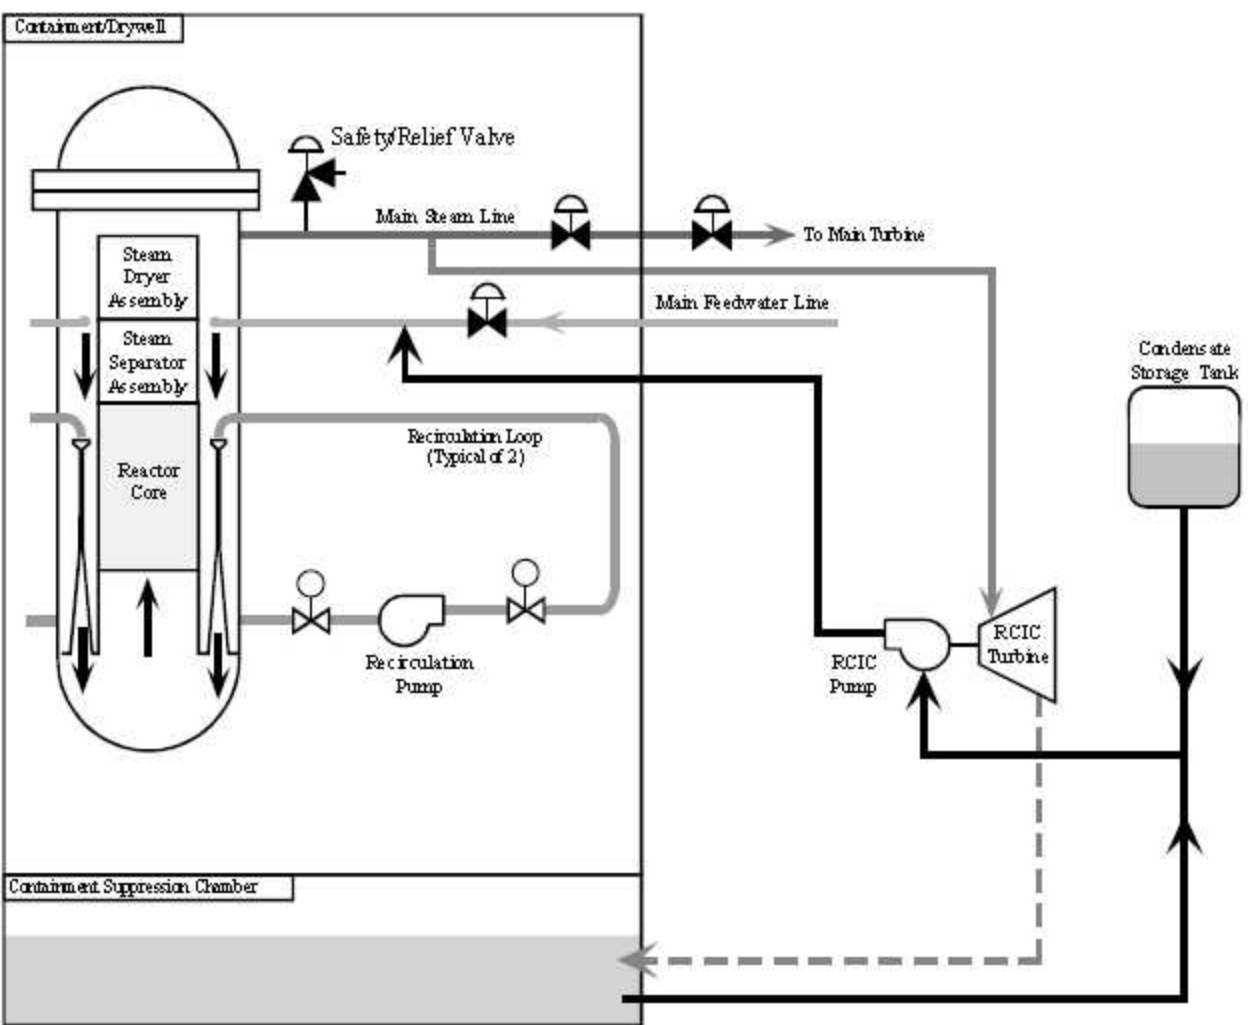 Containment/Drywell
Safety/Relief Valve
Main Steam Line
To Main Turbine
Steam
Dryer
Assembly
Main Feedwater Line
Steam
Separator
Assembly
Condensate
Storage Tank
Recirculation Loop
(Typical of 2)
Reactor
Core
RCIC
Turbine
Recirculation
Pump
RCIC
Pump
Containment Suppression Chamber